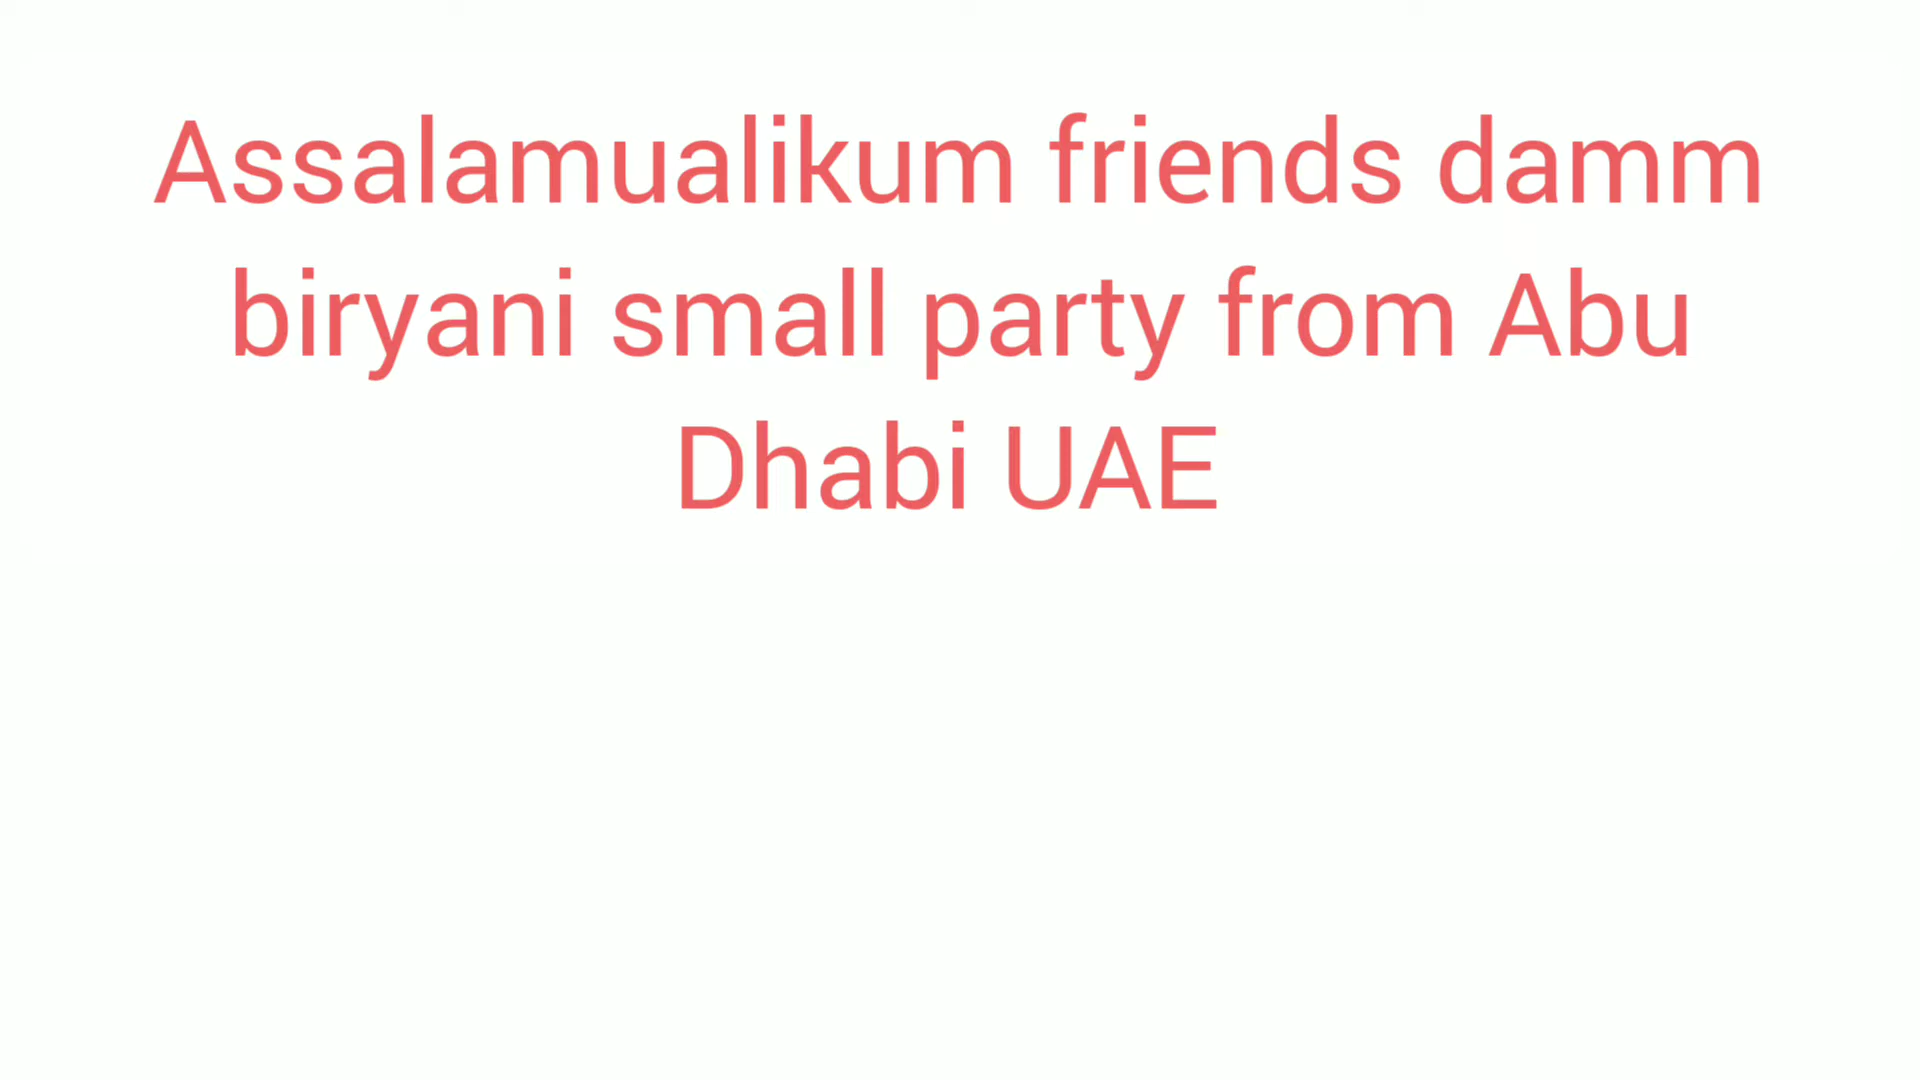 Assalamualikum friends damm
biryani small party from Abu
Dhabi UAE